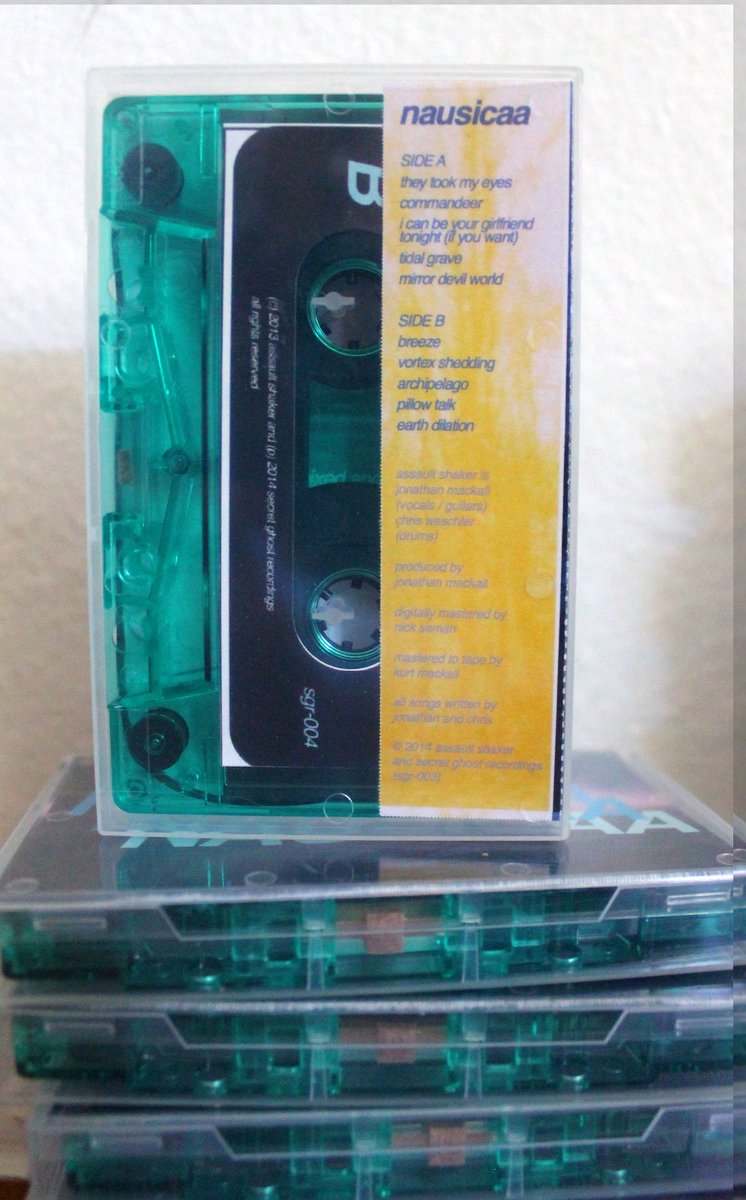 nausicaa
SIDE A
they took my eyes
commandeer
i can be your girlfriend
tonight (if you want)
tidal grave
mirror devil world
SIDE B
breeze
vortex shedding
archipelago
pillow talk
earth dilation
assault shaker is
jonathan mackall
(vocals / guitars)
chris waschler
(drums)
produced by
jonathan mackall
digitally mastered by
nick
mastered to tape by
kurt mackall
all songs written by
jonathan and chris
© 2014 assault shaker
and secret ghost recordings
(sgr-003)
B
(c) 2013 assault shaker and (p) 2014 secret ghost recordings
all rights reserved
sgr-004